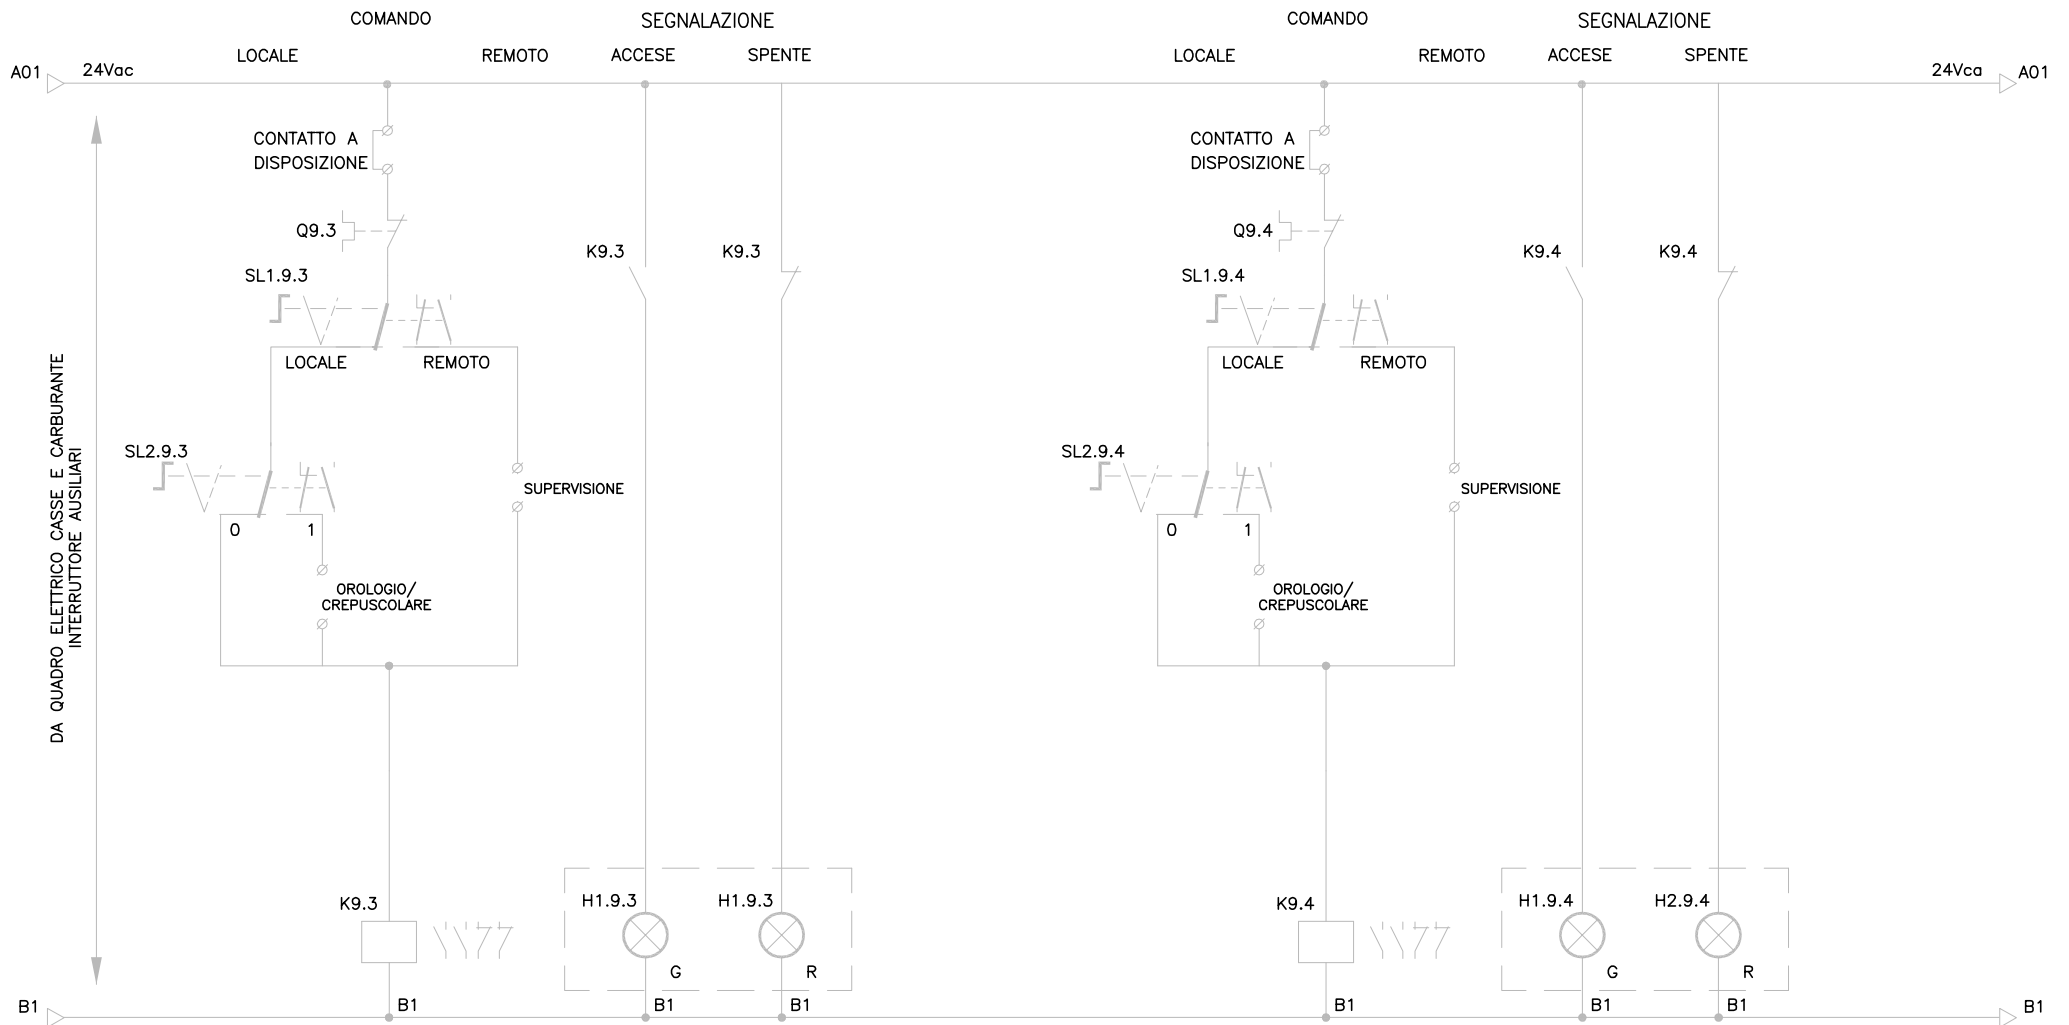 COMANDO
SEGNALAZIONE
COMANDO
SEGNALAZIONE
LOCALE
REMOTO
ACCESE
SPENTE
LOCALE
REMOTO
ACCESE
SPENTE
A01
24Vac
24Vca
A01
CONTATTO A
DISPOSIZIONE
CONTATTO A
DISPOSIZIONE
Q9.3
K9.3
K9.3
Q9.4
K9.4
K9.4
SL1.9.3
SL1.9.4
LOCALE
REMOTO
LOCALE
REMOTO
DA QUADRO ELETTRICO CASSE E CARBURANTE
INTERRUTTORE AUSILIARI
SL2.9.3
SUPERVISIONE
SL2.9.4
SUPERVISIONE
0
1
0
1
OROLOGIO/
CREPUSCOLARE
OROLOGIO/
CREPUSCOLARE
K9.3
H1.9.3
H1.9.3
K9.4
H1.9.4
H2.9.4
G
R
G
R
B1
B1
B1
B1
B1
B1
B1
B1